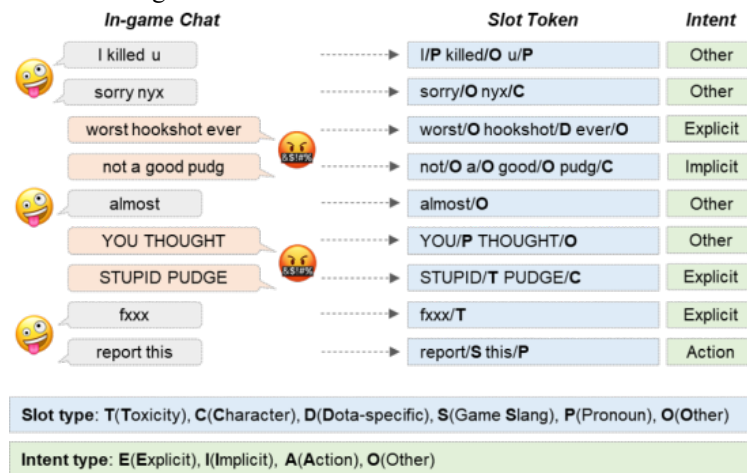 In-game Chat Slot Token Intent
I killed u I/P killed/O u/P Other
sorry nyx sorry/O nyx/C Other
worst hookshot ever worst/O hookshot/D ever/O Explicit
&$!#%
not a good pudg not/O a/O good/O pudg/C Implicit
almost almost/O Other
YOU THOUGHT YOU/P THOUGHT/O Other
&$!#%
STUPID PUDGE STUPID/T PUDGE/C Explicit
fxxx fxxx/T Explicit
report this report/S this/P Action
Slot type: T(Toxicity), C(Character), D(Dota-specific), S(Game Slang), P(Pronoun), O(Other)
Intent type: E(Explicit), I(Implicit), A(Action), O(Other)